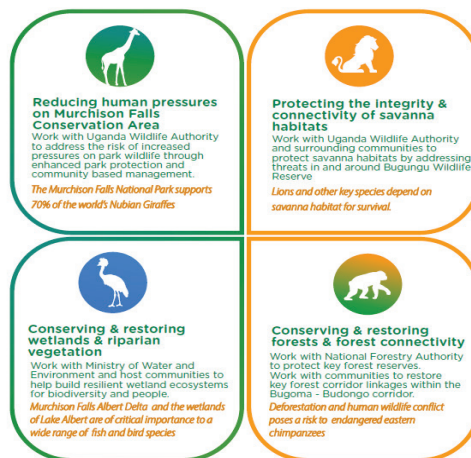 Reducing human pressures
on Murchison Falls
Conservation Area
Work with Uganda Wildlife Authority
to address the risk of increased
pressures on park wildlife through
enhanced park protection and
community based management.
The Murchison Falls National Park supports
70% of the world's Nubian Giraffes
Protecting the integrity &
connectivity of savanna
habitats
Work with Uganda Wildlife Authority
and surrounding communities to
protect savanna habitats by addressing
threats in and around Bugungu Wildlife
Reserve
Lions and other key species depend on
savanna habitat for survival.
Conserving & restoring
wetlands & riparian
vegetation
Work with Ministry of Water and
Environment and host communities to
help build resilient wetland ecosystems
for biodiversity and people.
Murchison Falls Albert Delta and the wetlands
of Lake Albert are of critical importance to a
wide range of fish and bird species
Conserving & restoring
forests & forest connectivity
Work with National Forestry Authority
to protect key forest reserves.
Work with communities to restore
key forest corridor linkages within the
Bugoma - Budongo corridor.
Deforestation and human wildlife conflict
poses a risk to endangered eastern
chimpanzees